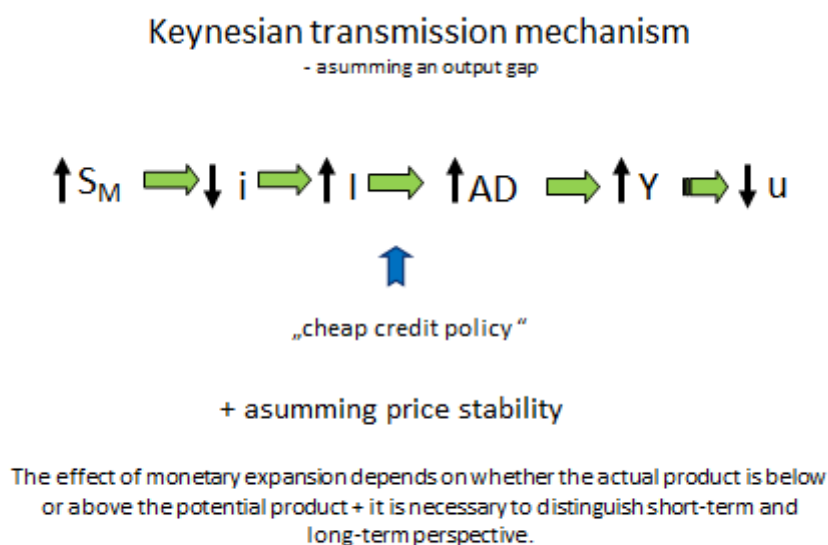 Keynesian transmission mechanism
- asumming an output gap
S_M i I AD Y u
„cheap credit policy “
+ asumming price stability
The effect of monetary expansion depends on whether the actual product is below
or above the potential product + it is necessary to distinguish short-term and
long-term perspective.